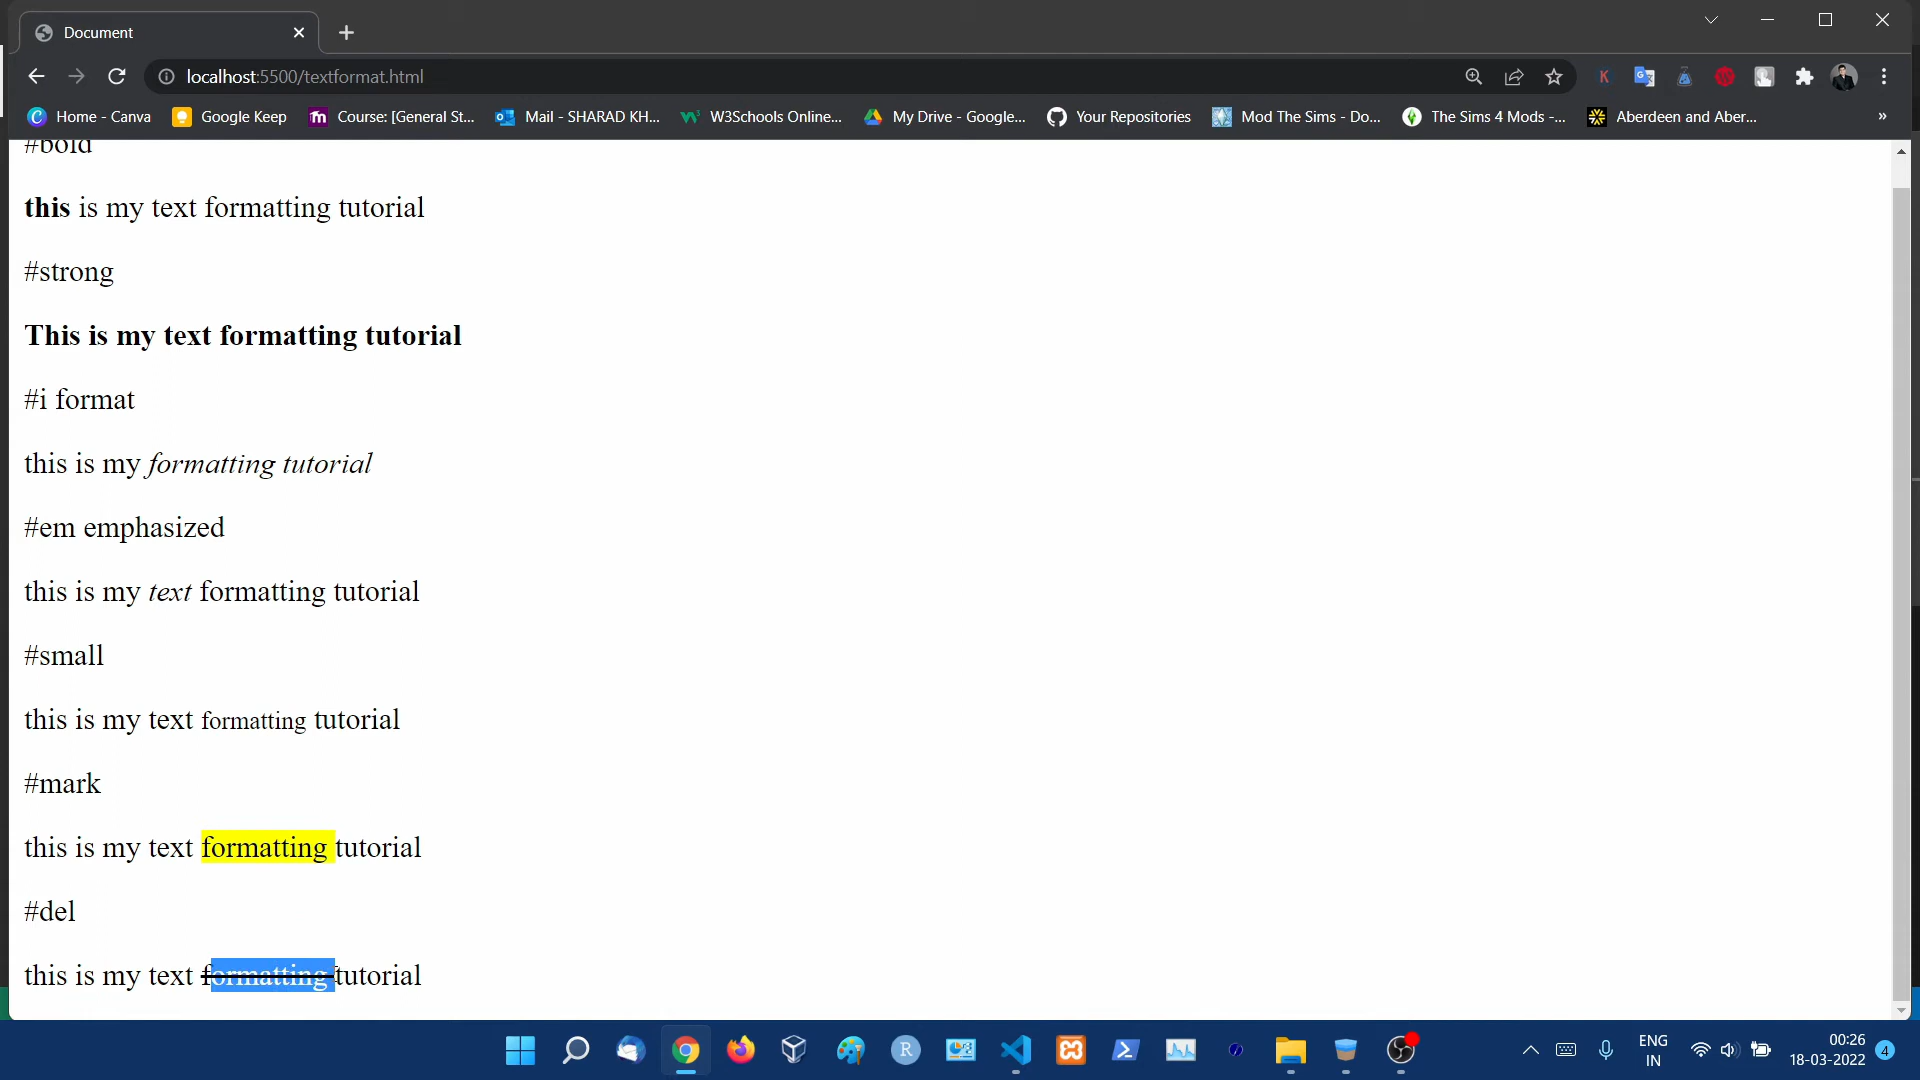 Document
localhost:5500/textformat.html
Home - Canva Google Keep Course: [General St... Mail - SHARAD KH... W3Schools Online... My Drive - Google... Your Repositories Mod The Sims - Do... The Sims 4 Mods -... Aberdeen and Aber... »
#bold
this is my text formatting tutorial
#strong
This is my text formatting tutorial
#i format
this is my formatting tutorial
#em emphasized
this is my text formatting tutorial
#small
this is my text formatting tutorial
#mark
this is my text formatting tutorial
#del
this is my text formatting tutorial
ENG
IN
00:26
18-03-2022
4